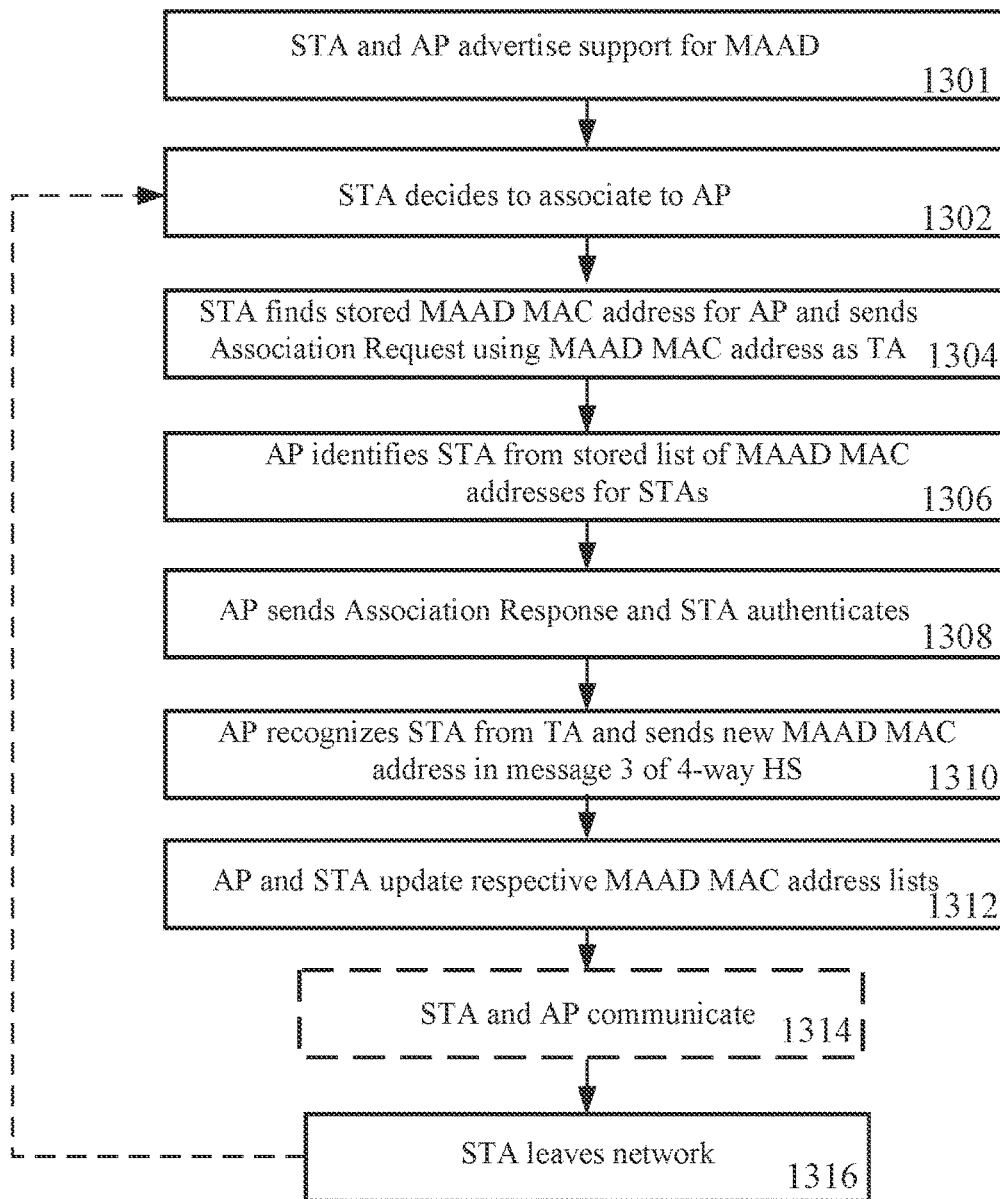 STA and AP advertise support for MAAD
1301
STA decides to associate to AP
1302
STA finds stored MAAD MAC address for AP and sends
Association Request using MAAD MAC address as TA
1304
AP identifies STA from stored list of MAAD MAC
addresses for STAs
1306
AP sends Association Response and STA authenticates
1308
AP recognizes STA from TA and sends new MAAD MAC
address in message 3 of 4-way HS
1310
AP and STA update respective MAAD MAC address lists
1312
STA and AP communicate
1314
STA leaves network
1316